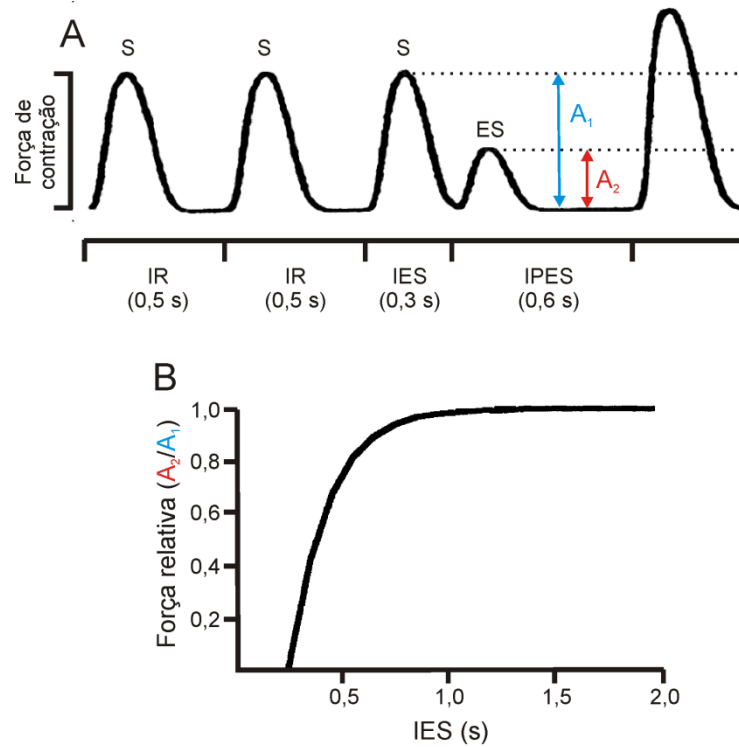 A
S S S
ES
A₁
A₂
Força de
contração
IR IR IES IPES
(0,5 s) (0,5 s) (0,3 s) (0,6 s)
B
Força relativa (A₂/A₁)
1,0
0,8
0,6
0,4
0,2
0,5 1,0 1,5 2,0
IES (s)